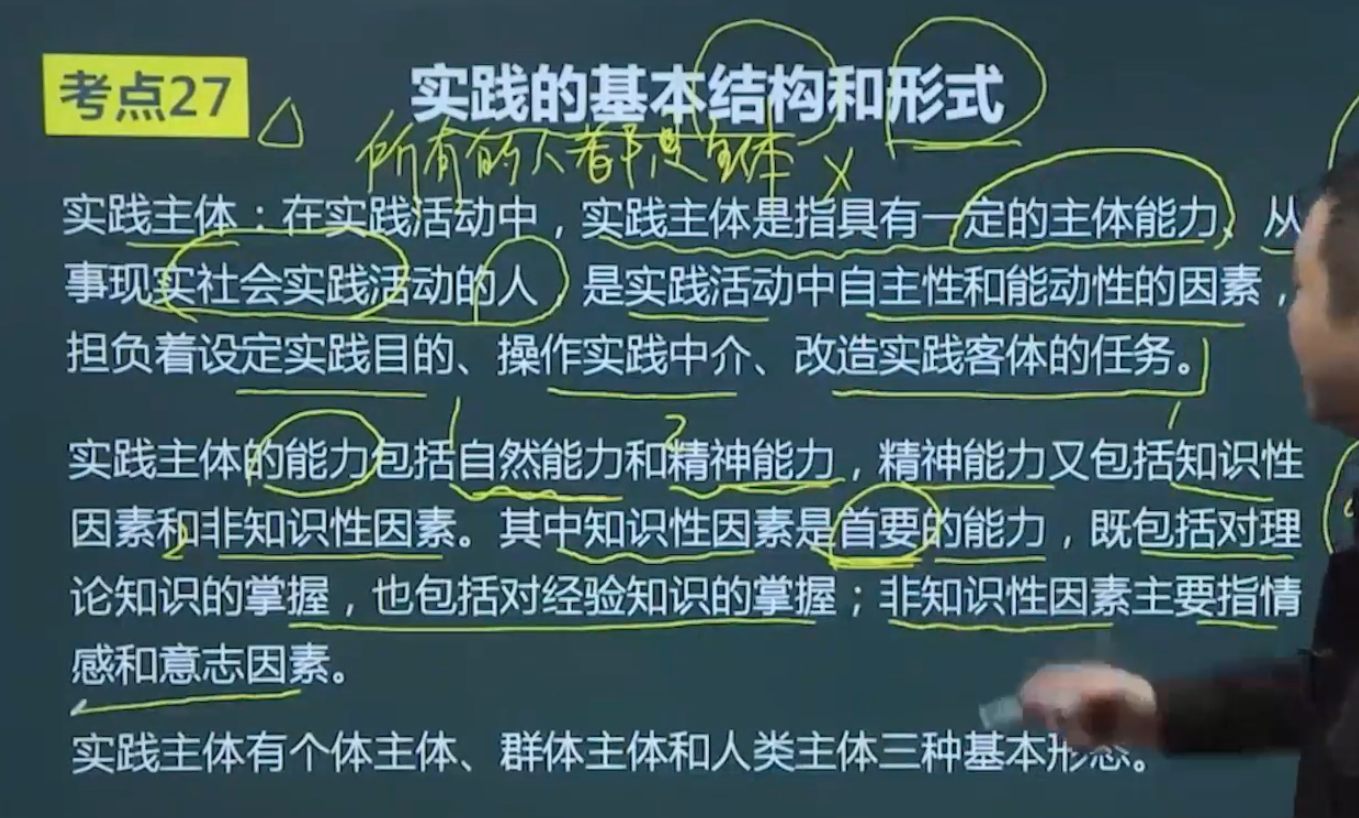 考点27 实践的基本结构和形式
所有的人都是主体 ×
实践主体：在实践活动中，实践主体是指具有一定的主体能力、从
事现实社会实践活动的人，是实践活动中自主性和能动性的因素，
担负着设定实践目的、操作实践中介、改造实践客体的任务。
1 2 1
实践主体的能力包括自然能力和精神能力，精神能力又包括知识性
因素和非知识性因素。其中知识性因素是首要的能力，既包括对理
2
论知识的掌握，也包括对经验知识的掌握；非知识性因素主要指情
感和意志因素。
实践主体有个体主体、群体主体和人类主体三种基本形态。